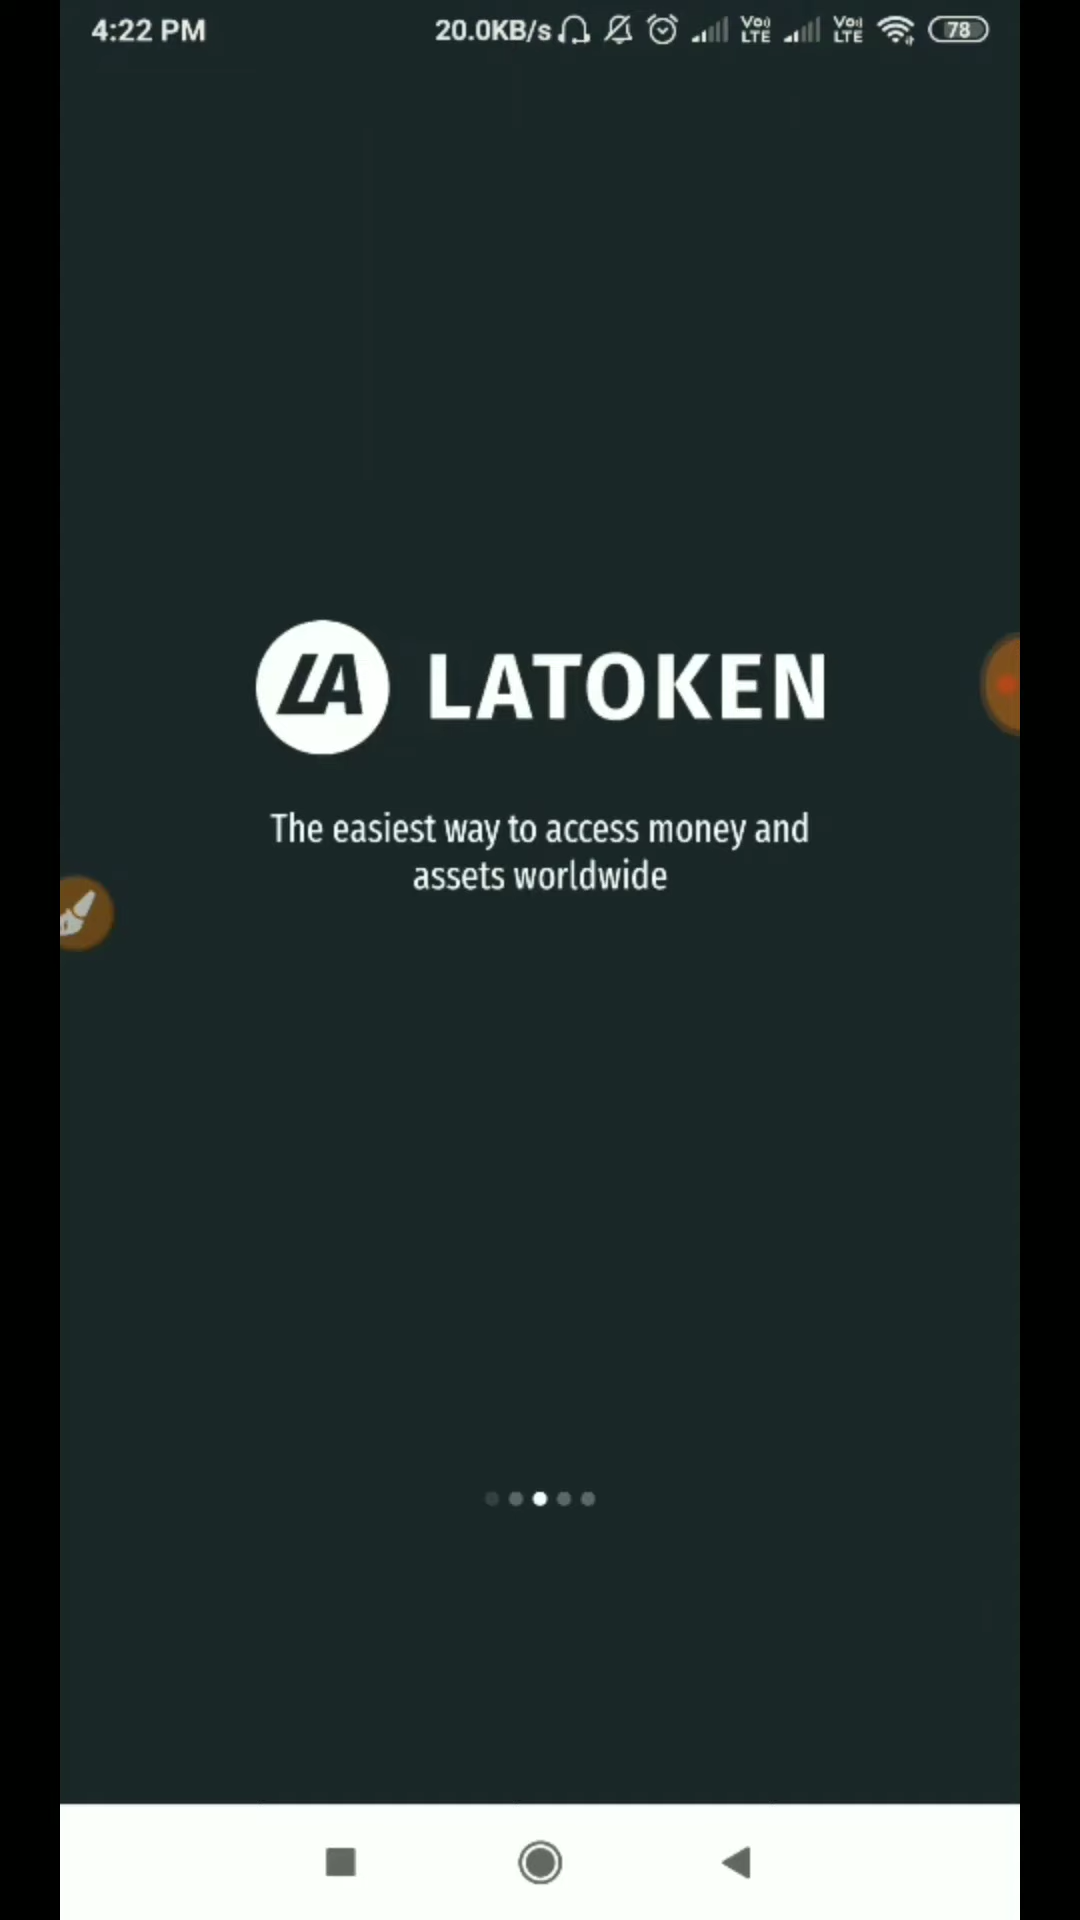 4:22 PM 20.0KB/s Vo) LTE Vo) LTE 78
LA LATOKEN
The easiest way to access money and
assets worldwide